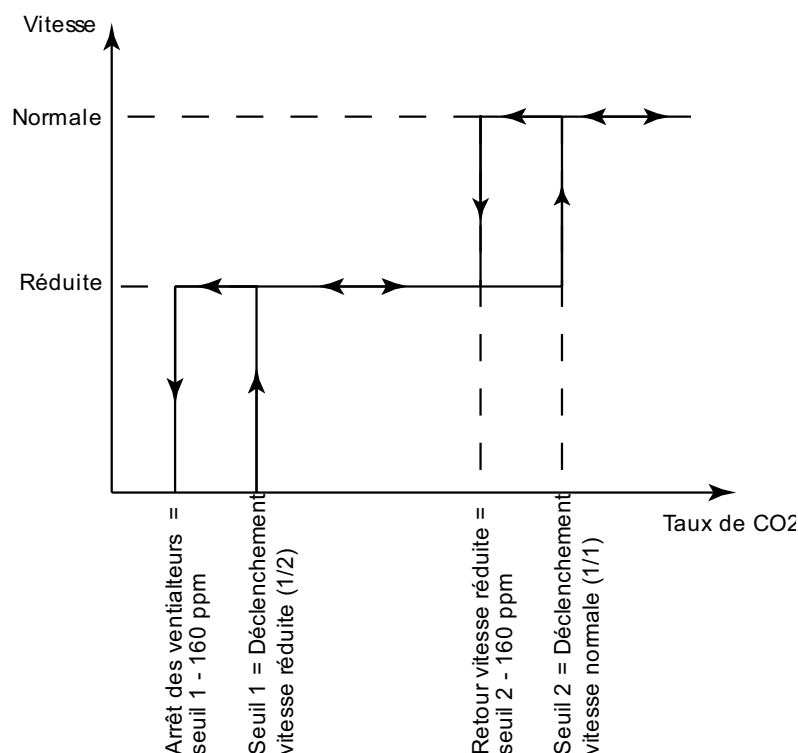 Vitesse
Normale
Réduite
Taux de CO2
Arrêt des ventialteurs =
seuil 1 - 160 ppm
Seuil 1 = Déclenchement
vitesse réduite (1/2)
Retour vitesse réduite =
seuil 2 - 160 ppm
Seuil 2 = Déclenchement
vitesse normale (1/1)